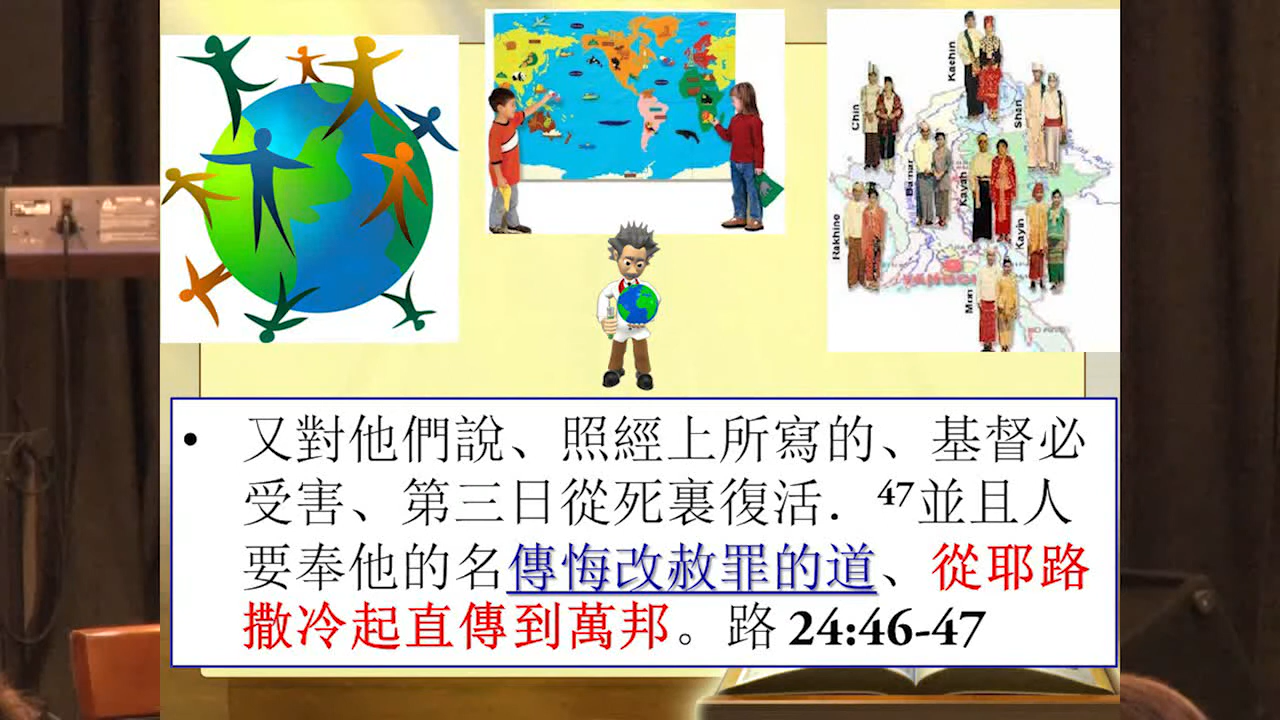 Kachin
Chin
Shan
Bamar
Kayah
Rakhine
Kayin
Mon
• 又對他們說、照經上所寫的、基督必
受害、第三日從死裏復活．⁴⁷並且人
要奉他的名傳悔改赦罪的道、從耶路
撒冷起直傳到萬邦。路 24:46-47